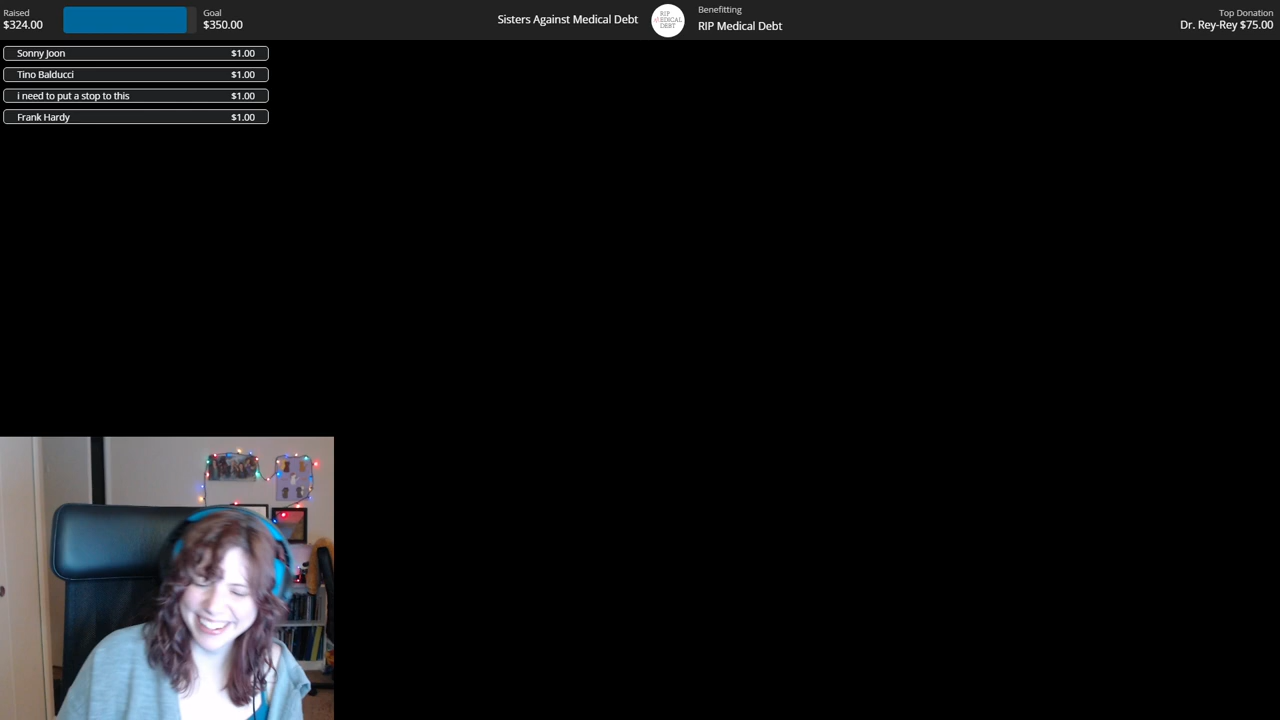 Raised
$324.00
Goal
$350.00
Sisters Against Medical Debt
RIP
MEDICAL
DEBT
Benefitting
RIP Medical Debt
Top Donation
Dr. Rey-Rey $75.00
Sonny Joon $1.00
Tino Balducci $1.00
i need to put a stop to this $1.00
Frank Hardy $1.00